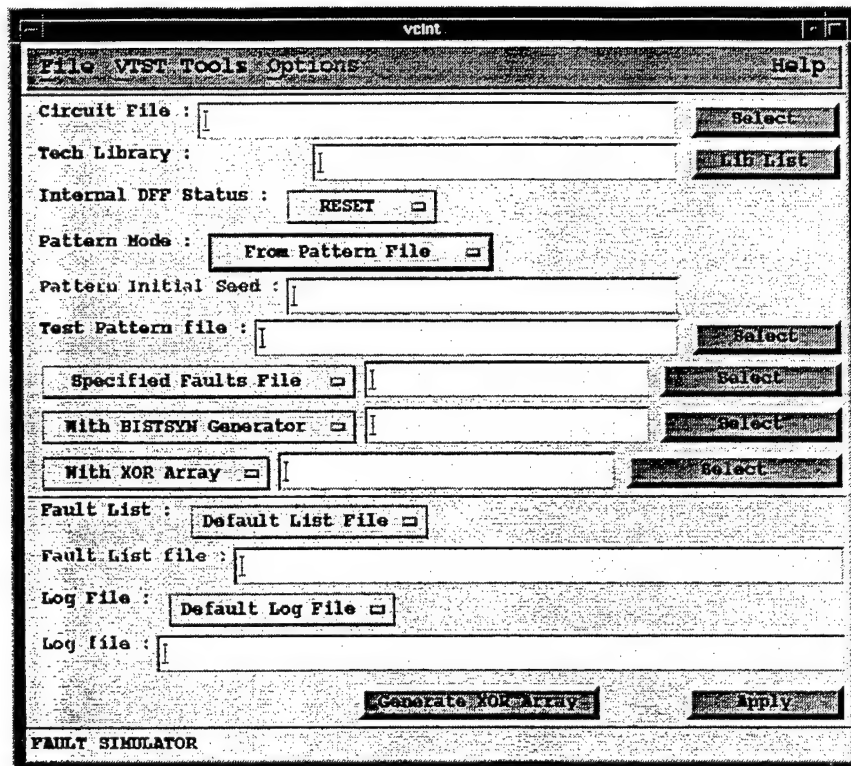 vcint
File VTST Tools Options Help
Circuit File : Select
Tech Library : Lib List
Internal DFF Status : RESET
Pattern Mode : From Pattern File
Pattern Initial Seed :
Test Pattern file : Select
Specified Faults File Select
With BISTSYN Generator Select
With XOR Array Select
Fault List : Default List File
Fault List file :
Log File : Default Log File
Log file :
Generate XOR Array Apply
FAULT SIMULATOR